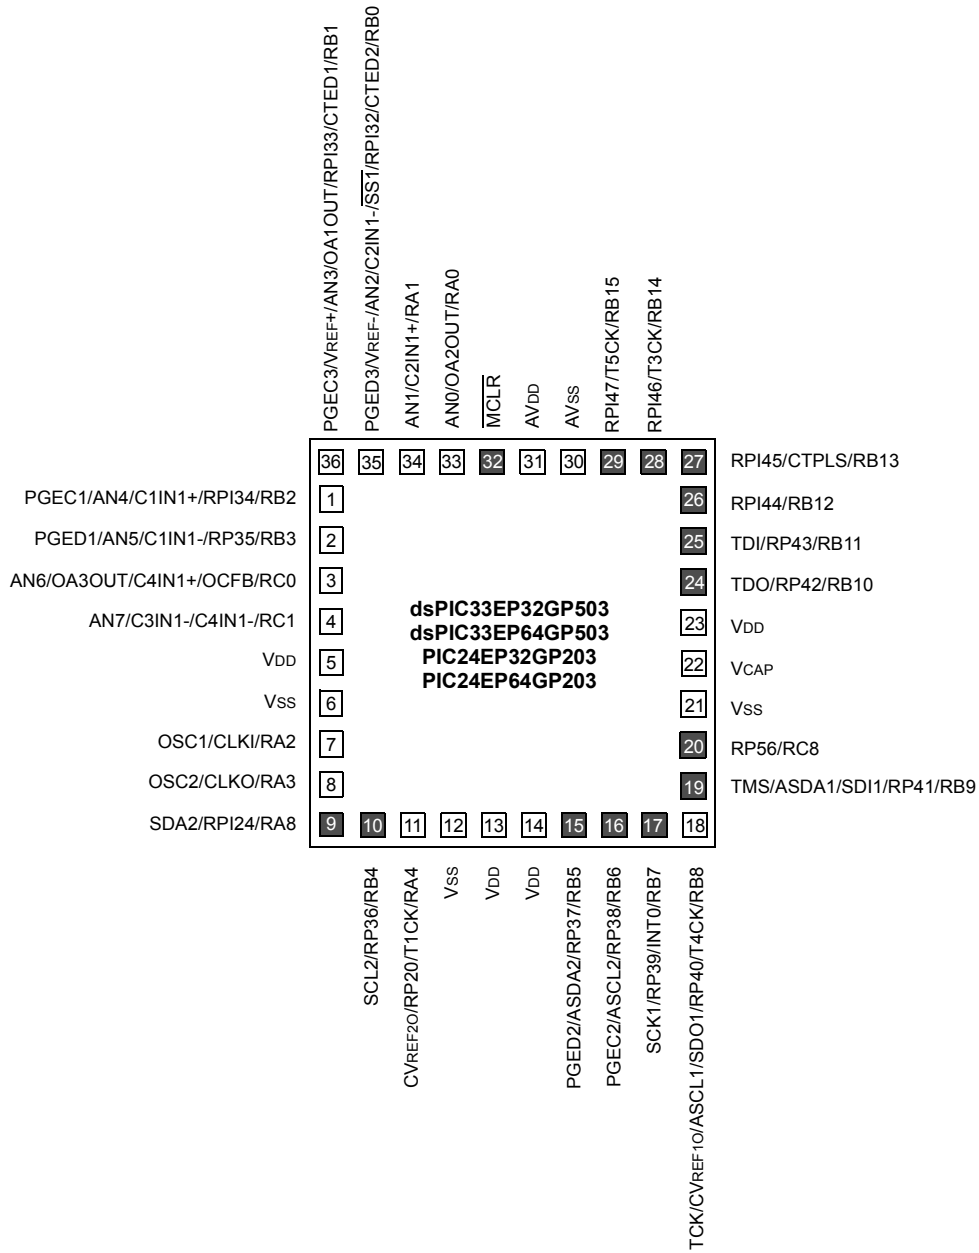 PGEC3/VREF+/AN3/OA1OUT/RPI33/CTED1/RB1
PGED3/VREF-/AN2/C2IN1-/SS1/RPI32/CTED2/RB0
AN1/C2IN1+/RA1
AN0/OA2OUT/RA0
MCLR
AVDD
AVSS
RPI47/T5CK/RB15
RPI46/T3CK/RB14
36 35 34 33 32 31 30 29 28 27 RPI45/CTPLS/RB13
PGEC1/AN4/C1IN1+/RPI34/RB2 1
26 RPI44/RB12
PGED1/AN5/C1IN1-/RP35/RB3 2
25 TDI/RP43/RB11
AN6/OA3OUT/C4IN1+/OCFB/RC0 3
24 TDO/RP42/RB10
AN7/C3IN1-/C4IN1-/RC1 4
23 VDD
VDD 5
22 VCAP
VSS 6
21 VSS
OSC1/CLKI/RA2 7
20 RP56/RC8
OSC2/CLKO/RA3 8
19 TMS/ASDA1/SDI1/RP41/RB9
dsPIC33EP32GP503
dsPIC33EP64GP503
PIC24EP32GP203
PIC24EP64GP203
SDA2/RPI24/RA8 9 10 11 12 13 14 15 16 17 18
SCL2/RP36/RB4
CVREF2O/RP20/T1CK/RA4
VSS
VDD
VDD
PGED2/ASDA2/RP37/RB5
PGEC2/ASCL2/RP38/RB6
SCK1/RP39/INT0/RB7
TCK/CVREF1O/ASCL1/SDO1/RP40/T4CK/RB8